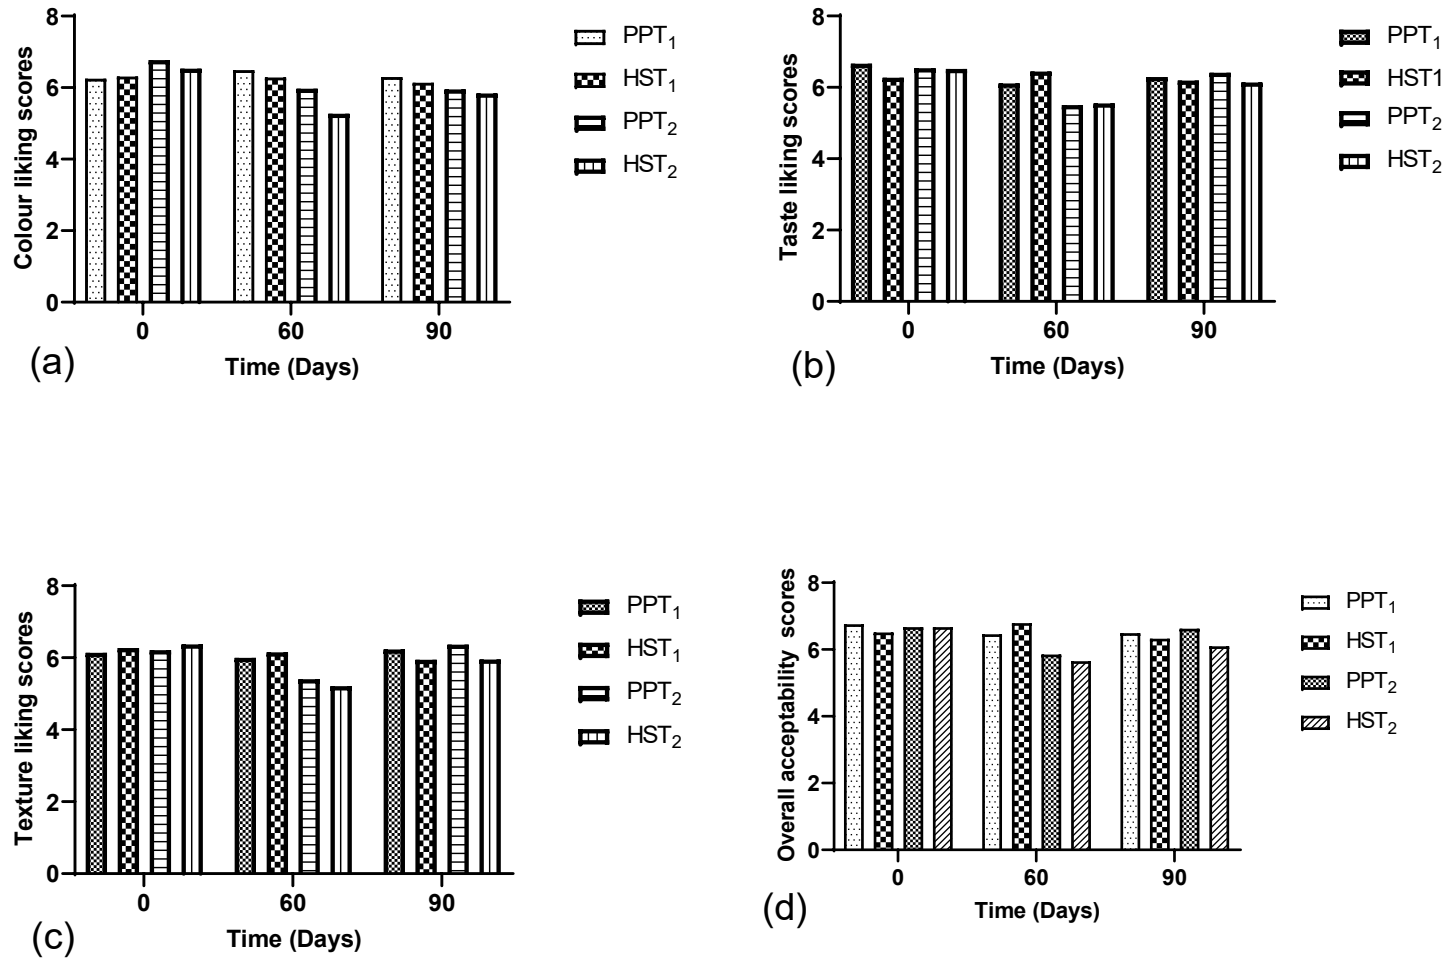 Colour liking scores
8
6
4
2
0
0 60 90
Time (Days)
(a)
PPT₁
HST₁
PPT₂
HST₂
Taste liking scores
8
6
4
2
0
0 60 90
Time (Days)
(b)
PPT₁
HST1
PPT₂
HST₂
Texture liking scores
8
6
4
2
0
0 60 90
Time (Days)
(c)
PPT₁
HST₁
PPT₂
HST₂
Overall acceptability scores
8
6
4
2
0
0 60 90
Time (Days)
(d)
PPT₁
HST₁
PPT₂
HST₂